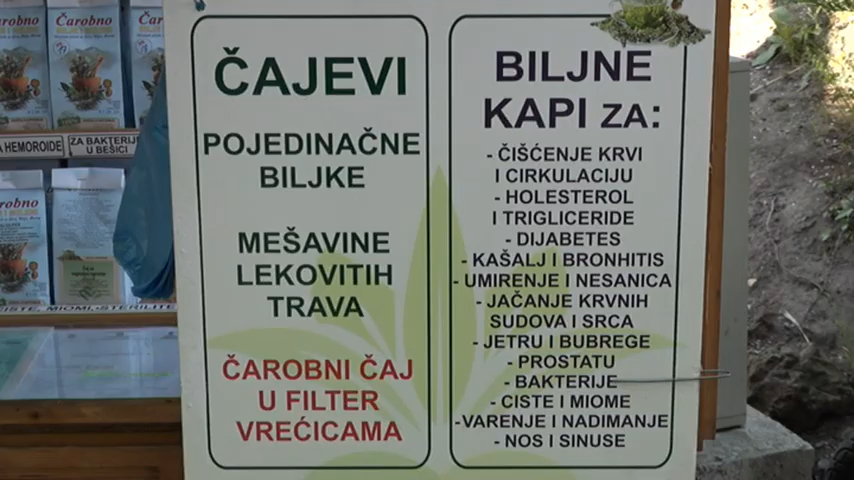 ČAJEVI
POJEDINAČNE
BILJKE
MEŠAVINE
LEKOVITIH
TRAVA
ČAROBNI ČAJ
U FILTER
VREĆICAMA
BILJNE
KAPI ZA:
- ČIŠĆENJE KRVI
I CIRKULACIJU
- HOLESTEROL
I TRIGLICERIDE
- DIJABETES
- KAŠALJ I BRONHITIS
- UMIRENJE I NESANICA
- JAČANJE KRVNIH
SUDOVA I SRCA
- JETRU I BUBREGE
- PROSTATU
- BAKTERIJE
- CISTE I MIOME
-VARENJE I NADIMANJE
- NOS I SINUSE
Čarobno
Čarobno
HEMOROIDE
ZA BAKTERIJE
U BEŠICI
MIOMI,-STERILITE